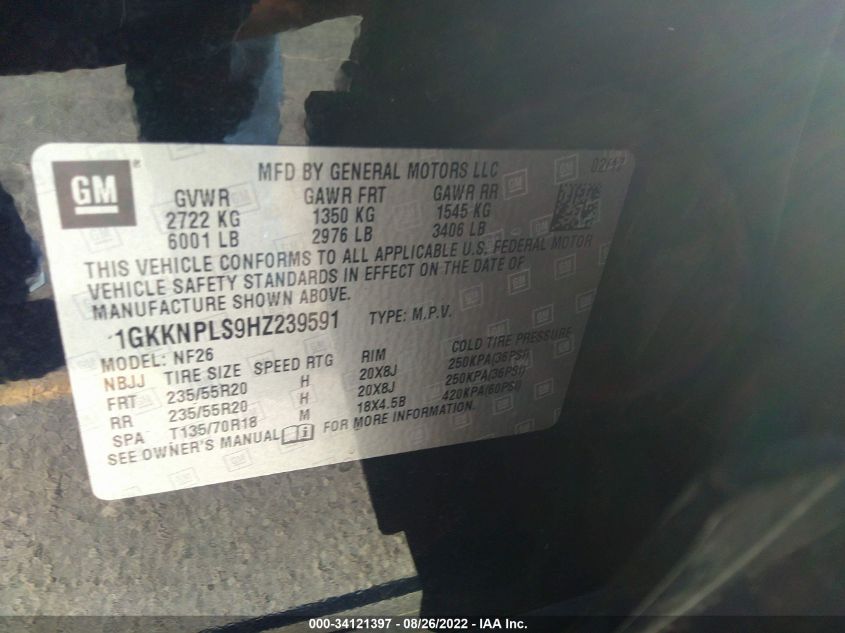 GM ®
MFD BY GENERAL MOTORS LLC 02/17
GVWR GAWR FRT GAWR RR
2722 KG 1350 KG 1545 KG
6001 LB 2976 LB 3406 LB
THIS VEHICLE CONFORMS TO ALL APPLICABLE U.S. FEDERAL MOTOR
VEHICLE SAFETY STANDARDS IN EFFECT ON THE DATE OF
MANUFACTURE SHOWN ABOVE.
1GKKNPLS9HZ239591 TYPE: M.P.V.
MODEL: NF26
NBJJ TIRE SIZE SPEED RTG RIM COLD TIRE PRESSURE
FRT 235/55R20 H 20X8J 250KPA(36PSI)
RR 235/55R20 H 20X8J 250KPA(36PSI)
SPA T135/70R18 M 18X4.5B 420KPA(60PSI)
SEE OWNER'S MANUAL FOR MORE INFORMATION.
000-34121397 - 08/26/2022 - IAA Inc.